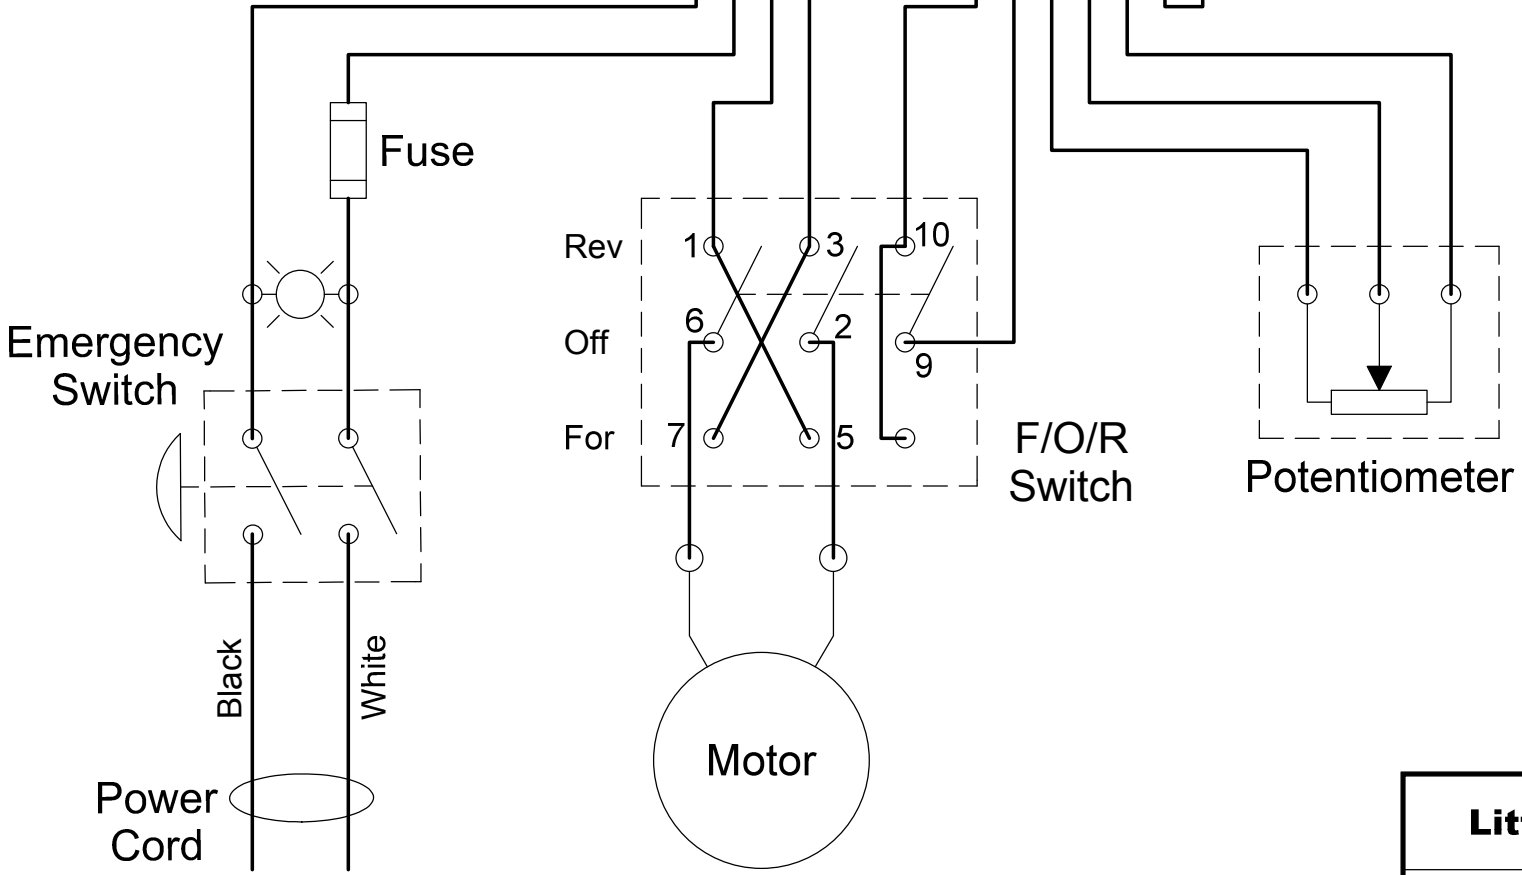 Fuse
Rev 1 3 10
Emergency
Switch
Off 6 2 9
For 7 5
F/O/R
Switch
Potentiometer
Black
White
Motor
Power
Cord